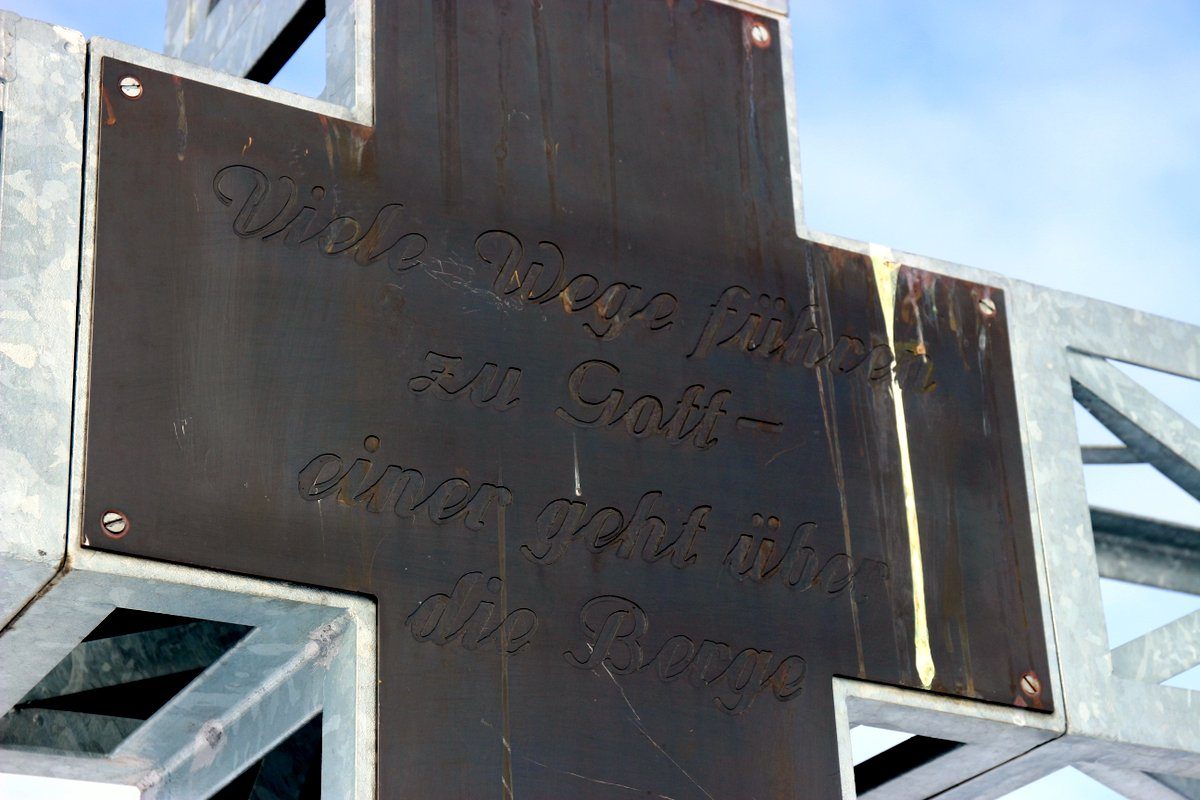 Viele Wege führen
zu Gott –
einer geht über
die Berge